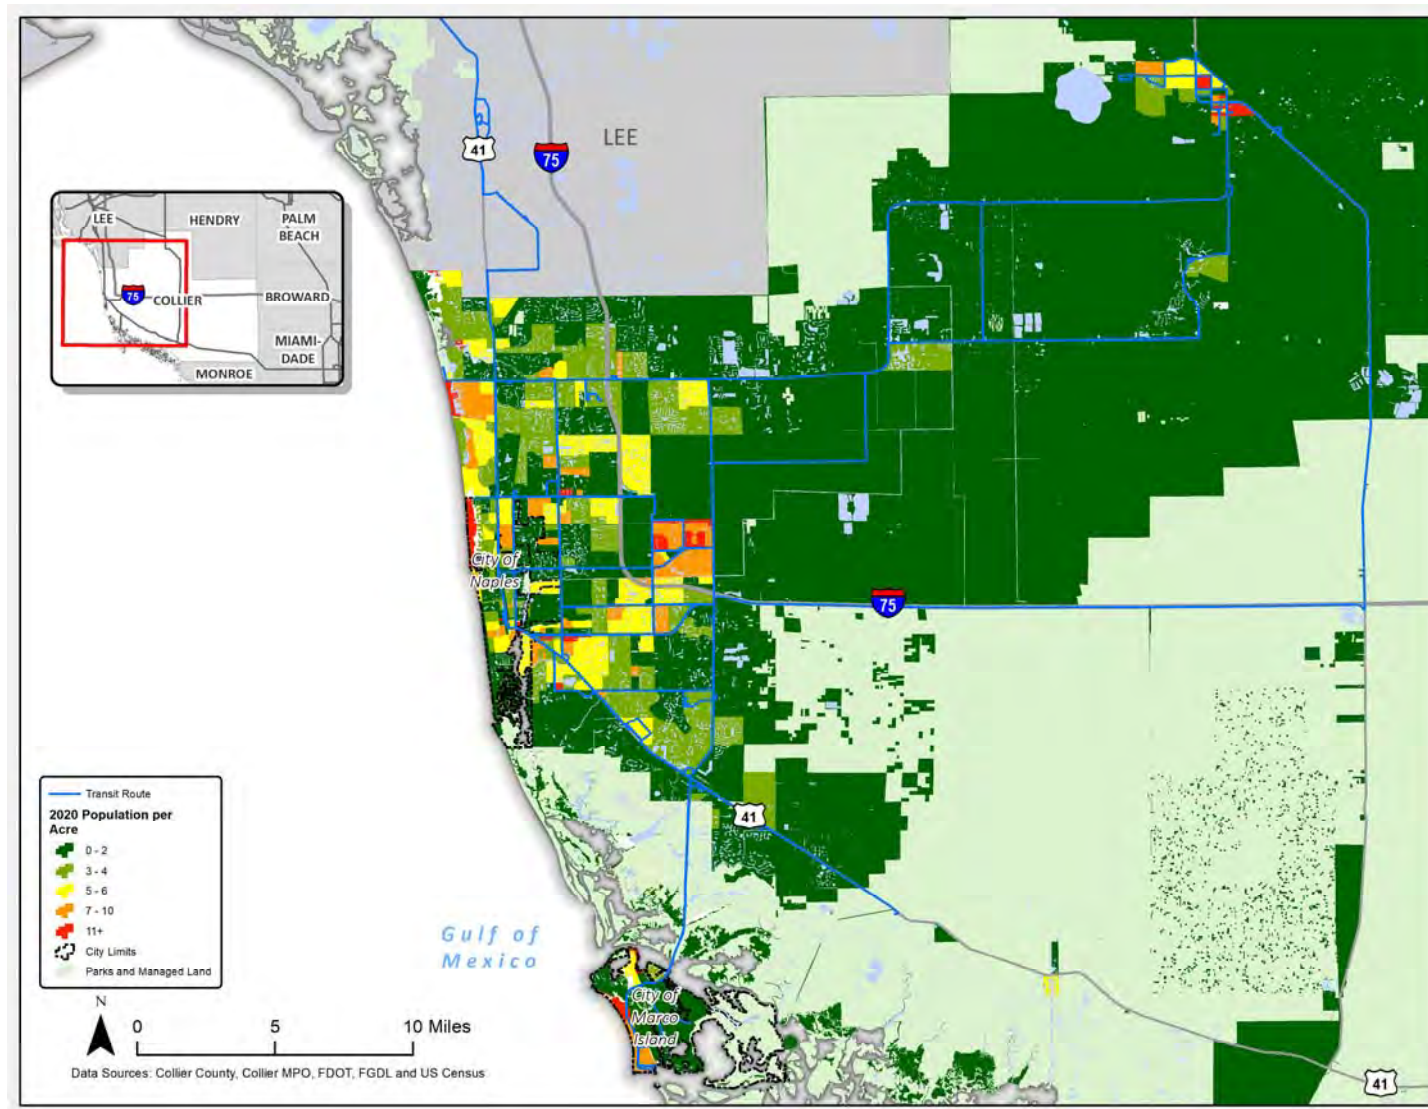 41
75
LEE
LEE
HENDRY
PALM
BEACH
75
COLLIER
BROWARD
MIAMI-
DADE
MONROE
City of
Naples
75
41
Transit Route
2020 Population per
Acre
0 - 2
3 - 4
5 - 6
7 - 10
11+
City Limits
Parks and Managed Land
Gulf of
Mexico
City of
Marco
Island
N
0 5 10 Miles
Data Sources: Collier County, Collier MPO, FDOT, FGDL and US Census
41